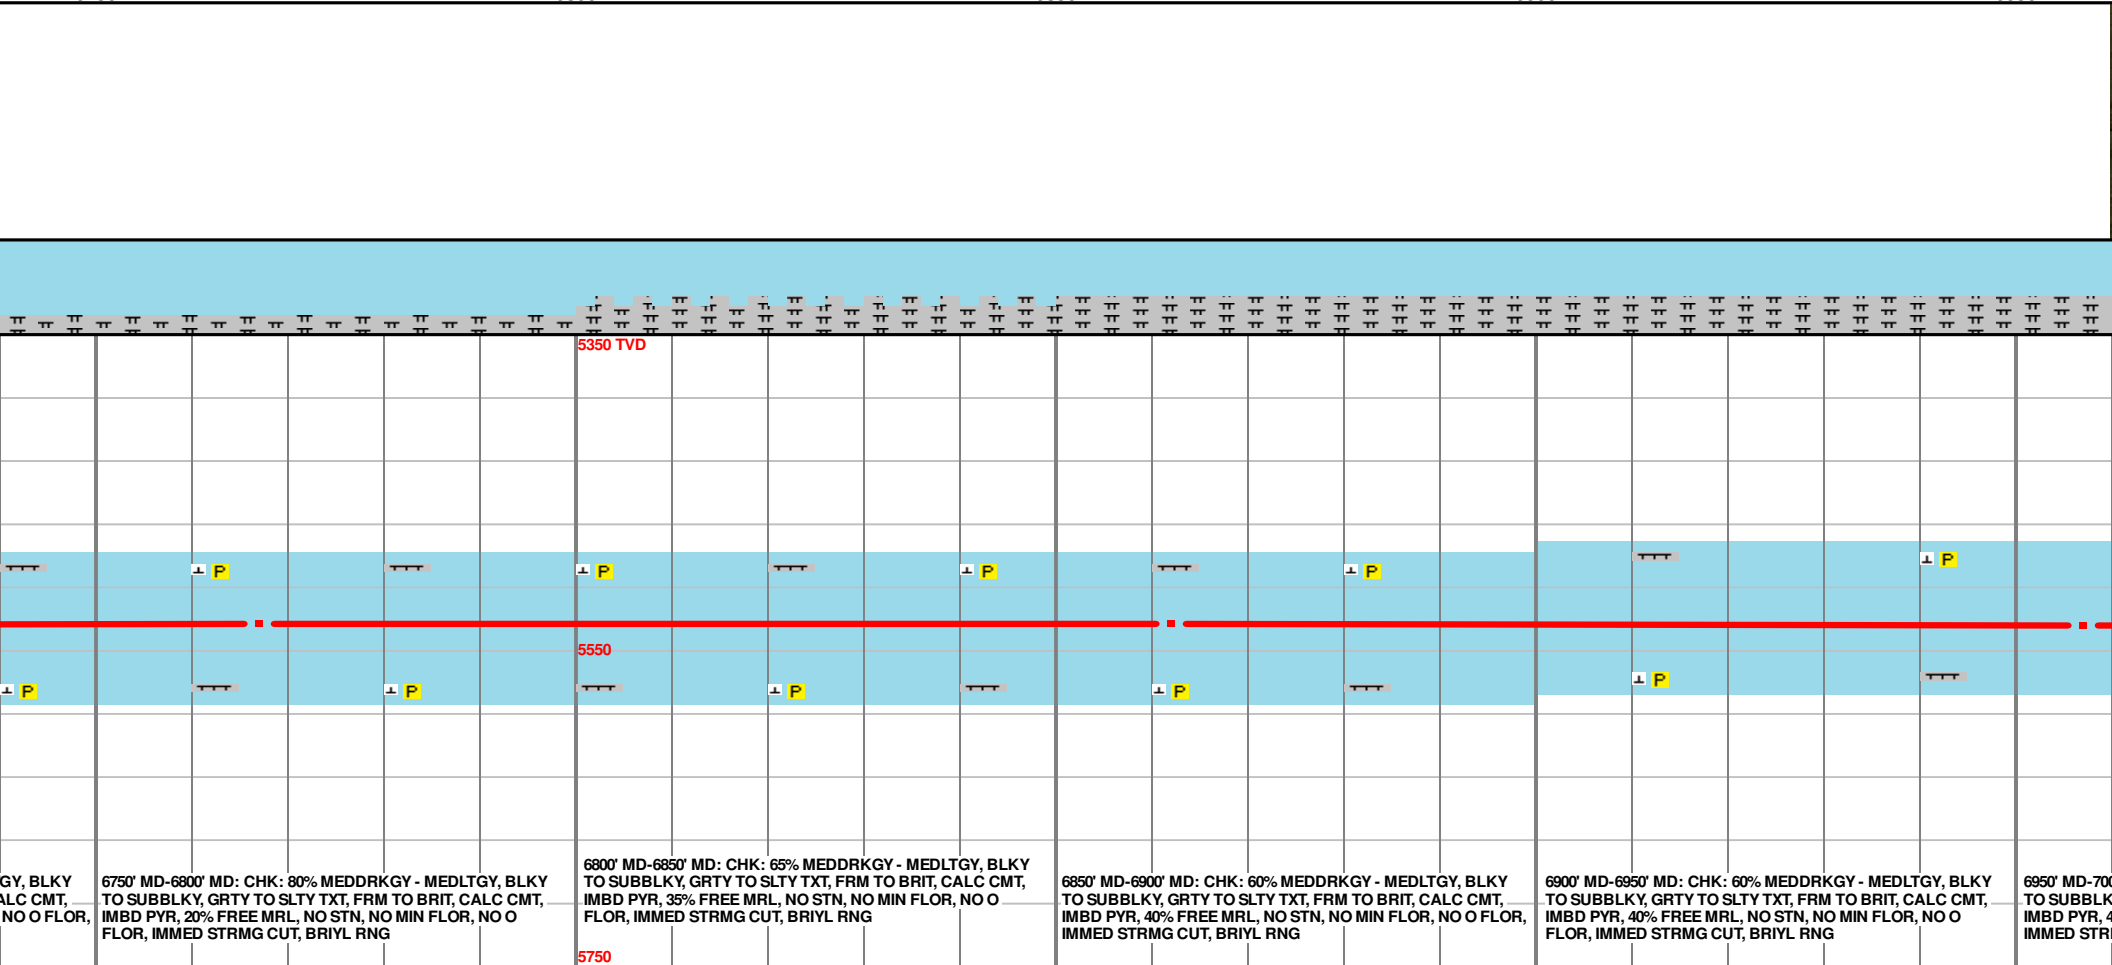 5350 TVD
P
P
P
P
P
5550
P
P
P
P
P
GY, BLKY
ALC CMT,
NO O FLOR,
6750' MD-6800' MD: CHK: 80% MEDDRKGY - MEDLTGY, BLKY
TO SUBBLKY, GRTY TO SLTY TXT, FRM TO BRIT, CALC CMT,
IMBD PYR, 20% FREE MRL, NO STN, NO MIN FLOR, NO O
FLOR, IMMED STRMG CUT, BRIYL RNG
6800' MD-6850' MD: CHK: 65% MEDDRKGY - MEDLTGY, BLKY
TO SUBBLKY, GRTY TO SLTY TXT, FRM TO BRIT, CALC CMT,
IMBD PYR, 35% FREE MRL, NO STN, NO MIN FLOR, NO O
FLOR, IMMED STRMG CUT, BRIYL RNG
6850' MD-6900' MD: CHK: 60% MEDDRKGY - MEDLTGY, BLKY
TO SUBBLKY, GRTY TO SLTY TXT, FRM TO BRIT, CALC CMT,
IMBD PYR, 40% FREE MRL, NO STN, NO MIN FLOR, NO O FLOR,
IMMED STRMG CUT, BRIYL RNG
6900' MD-6950' MD: CHK: 60% MEDDRKGY - MEDLTGY, BLKY
TO SUBBLKY, GRTY TO SLTY TXT, FRM TO BRIT, CALC CMT,
IMBD PYR, 40% FREE MRL, NO STN, NO MIN FLOR, NO O
FLOR, IMMED STRMG CUT, BRIYL RNG
6950' MD-700
TO SUBBLK
IMBD PYR, 4
IMMED STR
5750